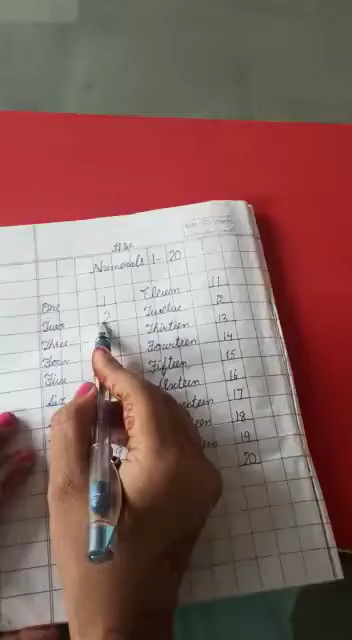 H.W.
Numerals 1- 20
One 1 Eleven 11
Two 2 Twelve 12
Three Thirteen 13
Four Fourteen 14
Five Fifteen 15
Six 16
17
18
19
20